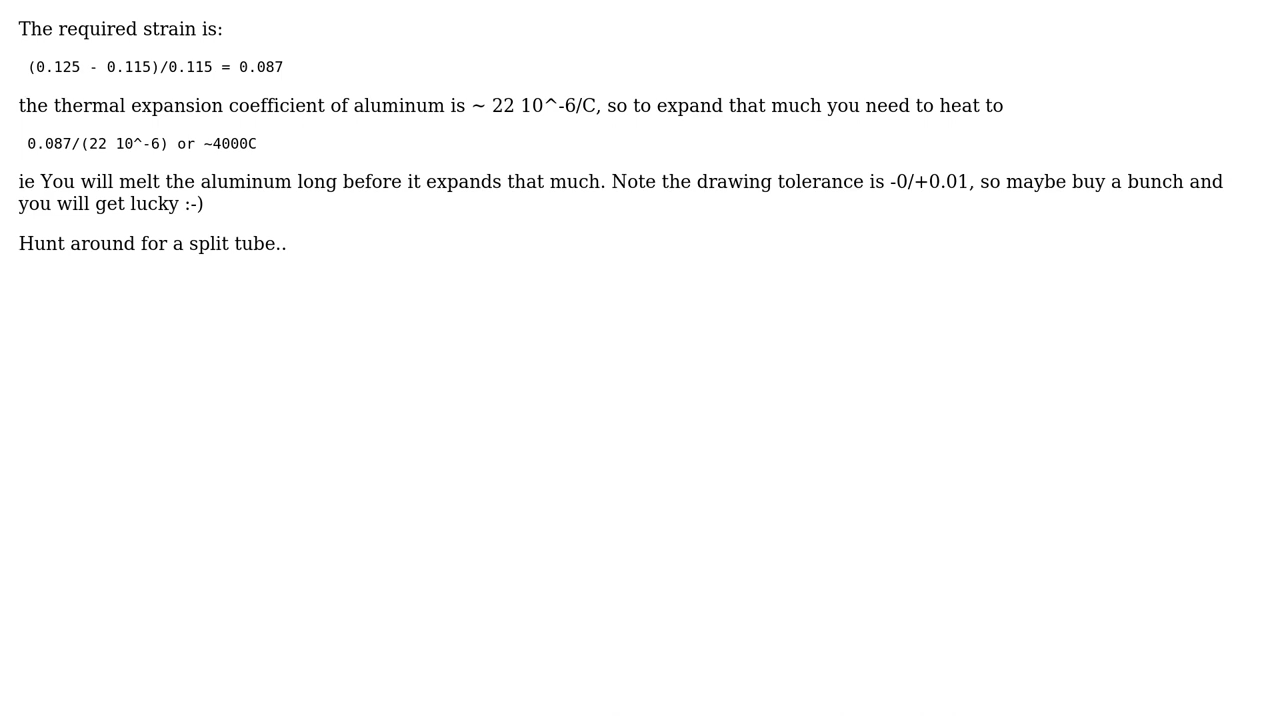 The required strain is:
(0.125 - 0.115)/0.115 = 0.087
the thermal expansion coefficient of aluminum is ~ 22 10^-6/C, so to expand that much you need to heat to
0.087/(22 10^-6) or ~4000C
ie You will melt the aluminum long before it expands that much. Note the drawing tolerance is -0/+0.01, so maybe buy a bunch and
you will get lucky :-)
Hunt around for a split tube..